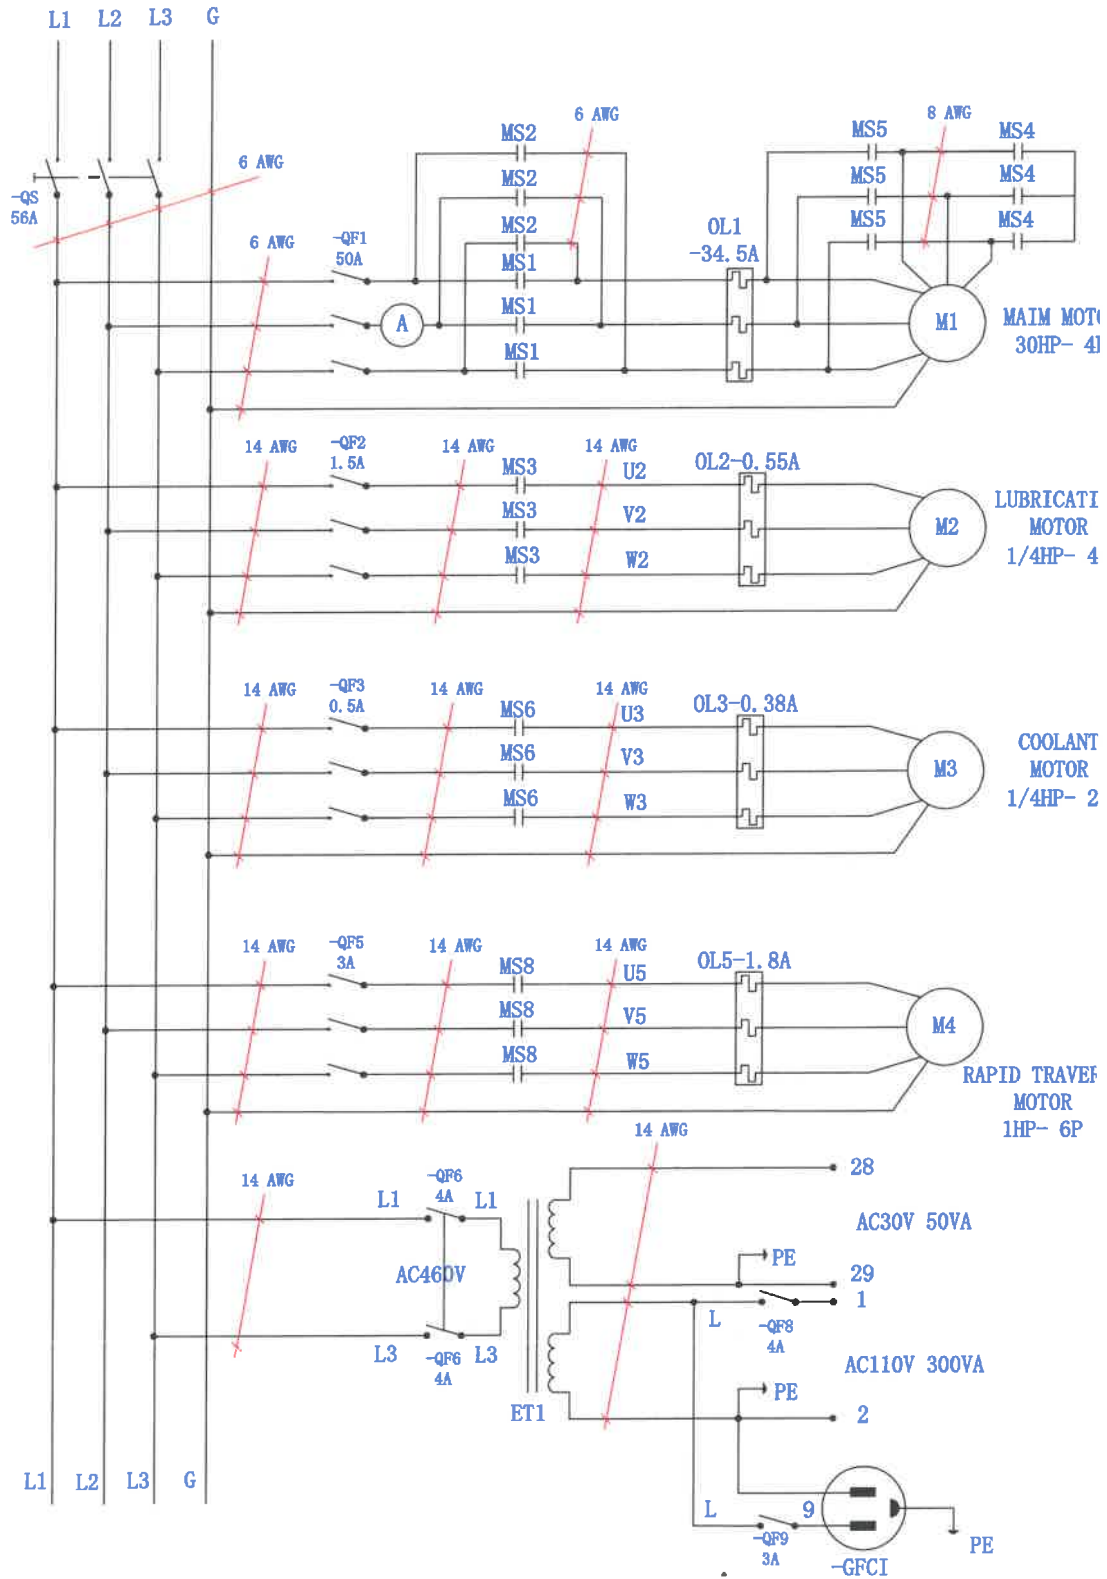 L1 L2 L3 G
-QS
56A
6 AWG
6 AWG
-QF1
50A
A
MS2
MS2
MS2
MS1
MS1
MS1
6 AWG
OL1
-34.5A
MS5
MS5
MS5
8 AWG
MS4
MS4
MS4
M1
MAIM
30HP-
14 AWG
-QF2
1.5A
14 AWG
MS3
MS3
MS3
14 AWG
U2
V2
W2
OL2-0.55A
M2
MOTOR
1/4HP- 4
14 AWG
-QF3
0.5A
14 AWG
MS6
MS6
MS6
14 AWG
U3
V3
W3
OL3-0.38A
M3
COOLANT
MOTOR
1/4HP- 2
14 AWG
-QF5
3A
14 AWG
MS8
MS8
MS8
14 AWG
U5
V5
W5
OL5-1.8A
M4
RAPID
MOTOR
1HP- 6P
14 AWG
14 AWG
L1
-QF6
4A
L1
AC460V
L3
-QF6
4A
L3
ET1
28
AC30V 50VA
PE
29
1
L
-QF8
4A
AC110V 300VA
PE
2
L
9
-QF9
3A
-GFCI
PE
L1 L2 L3 G